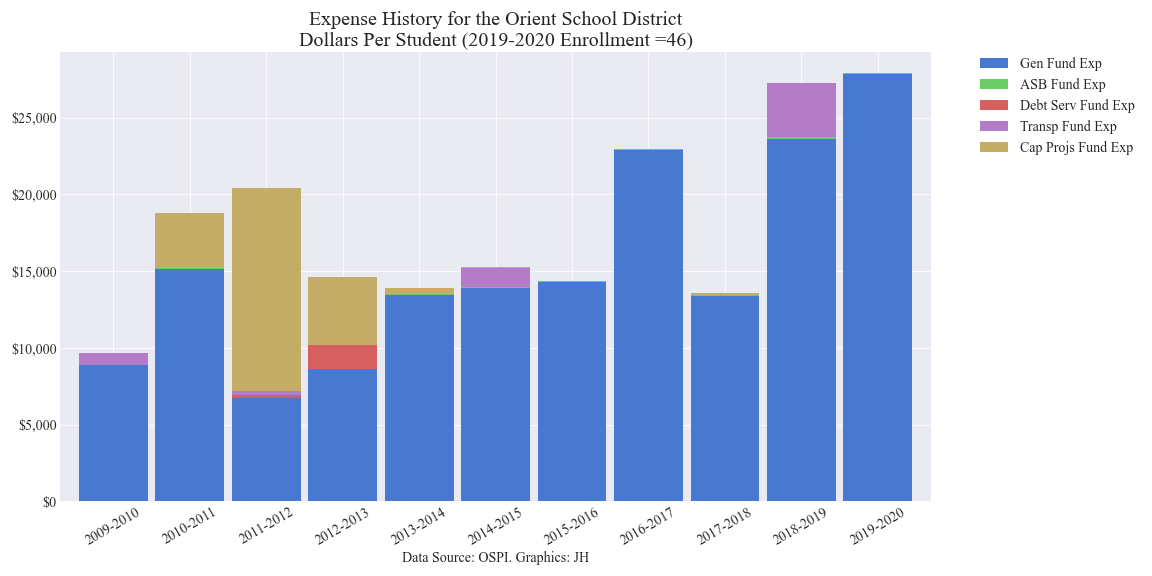 Expense History for the Orient School District
Dollars Per Student (2019-2020 Enrollment =46)
Gen Fund Exp
ASB Fund Exp
Debt Serv Fund Exp
Transp Fund Exp
Cap Projs Fund Exp
$25,000
$20,000
$15,000
$10,000
$5,000
$0
2009-2010
2010-2011
2011-2012
2012-2013
2013-2014
2014-2015
2015-2016
2016-2017
2017-2018
2018-2019
2019-2020
Data Source: OSPI. Graphics: JH